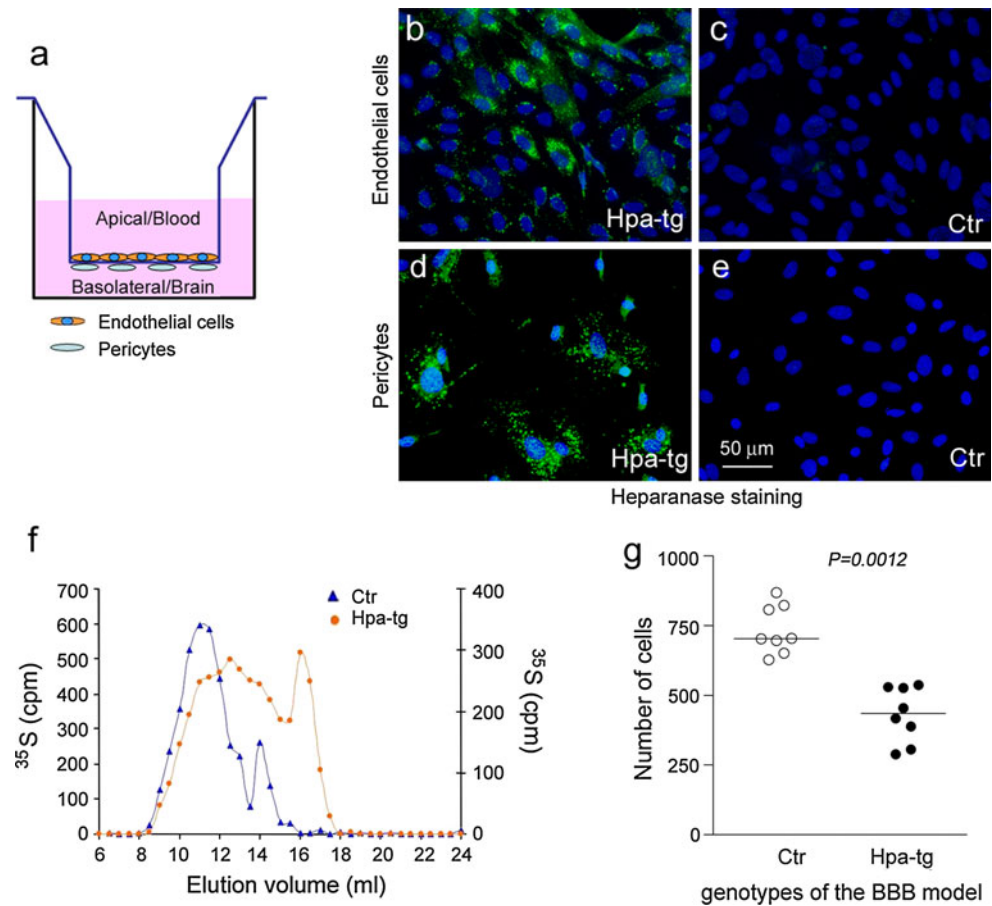 a
Apical/Blood
Basolateral/Brain
Endothelial cells
Pericytes
b
c
Endothelial cells
Hpa-tg
Ctr
d
e
Pericytes
Hpa-tg
50 μm
Ctr
Heparanase staining
f
700
600
500
400
300
200
100
0
400
300
200
100
0
35S (cpm)
35S (cpm)
Ctr
Hpa-tg
6 8 10 12 14 16 18 20 22 24
Elution volume (ml)
g
P=0.0012
1000
750
500
250
0
Number of cells
Ctr Hpa-tg
genotypes of the BBB model